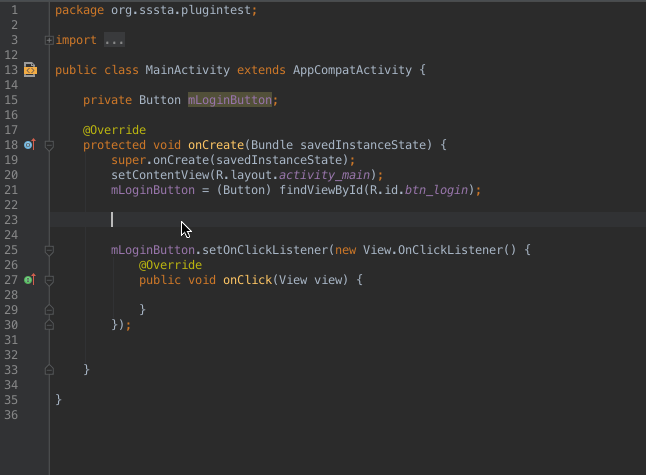 1 package org.sssta.plugintest;
2
3 import ...
12
13 public class MainActivity extends AppCompatActivity {
14
15 private Button mLoginButton;
16
17 @Override
18 protected void onCreate(Bundle savedInstanceState) {
19 super.onCreate(savedInstanceState);
20 setContentView(R.layout.activity_main);
21 mLoginButton = (Button) findViewById(R.id.btn_login);
22
23
24
25 mLoginButton.setOnClickListener(new View.OnClickListener() {
26 @Override
27 public void onClick(View view) {
28
29 }
30 });
31
32
33 }
34
35 }
36